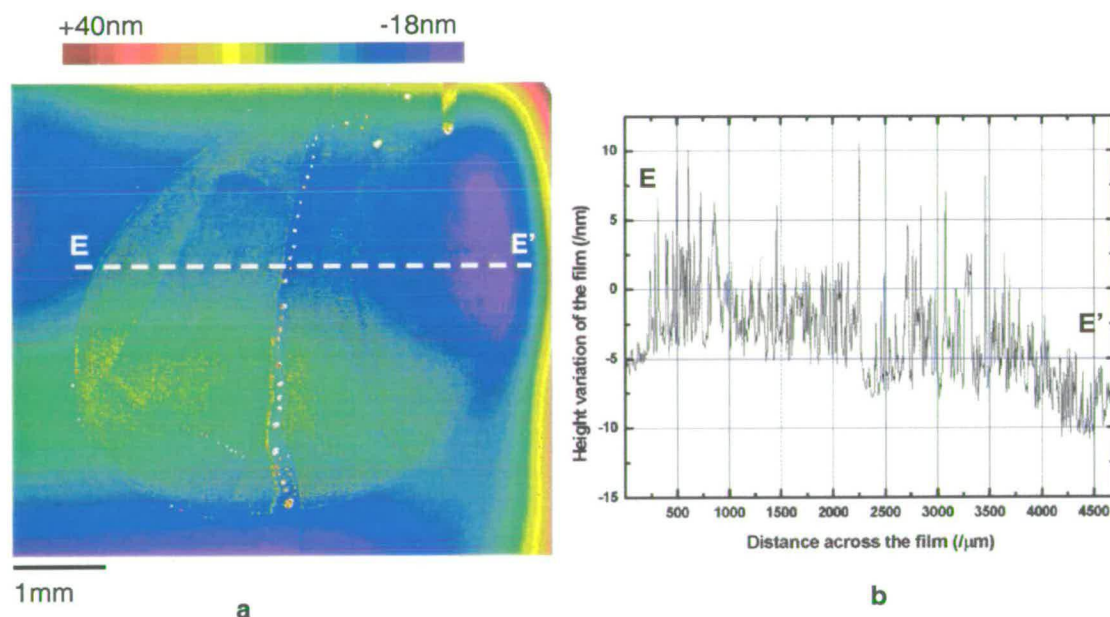 +40nm -18nm
E E'
1mm
a
Height variation of the film (/nm)
10
5
0
-5
-10
-15
E
E'
500 1000 1500 2000 2500 3000 3500 4000 4500
Distance across the film (/μm)
b